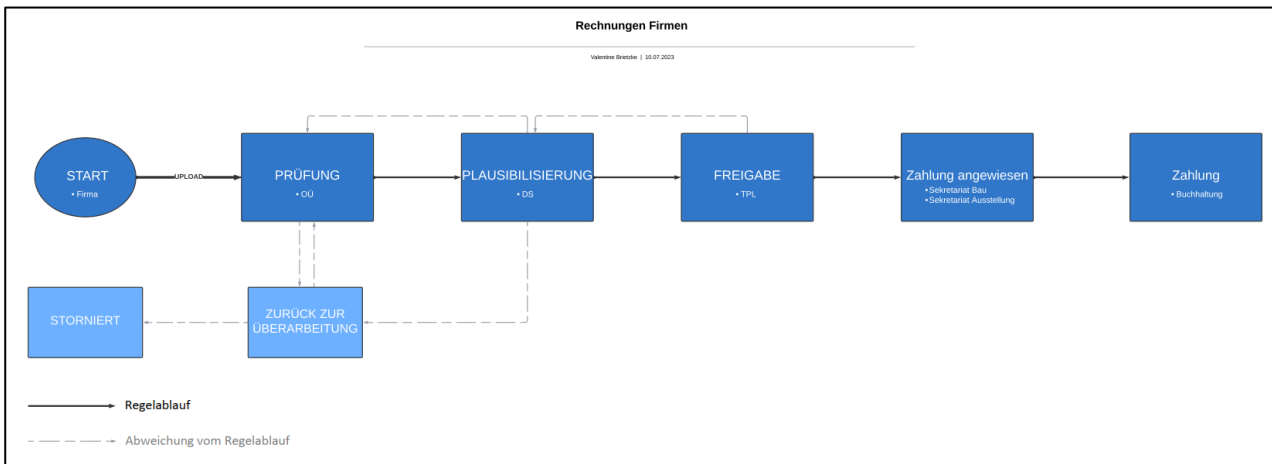 Rechnungen Firmen
Valentine Brietzke | 10.07.2023
START
• Firma
UPLOAD
PRÜFUNG
• OÜ
PLAUSIBILISIERUNG
• DS
FREIGABE
• TPL
Zahlung angewiesen
• Sekretariat Bau
• Sekretariat Ausstellung
Zahlung
• Buchhaltung
STORNIERT
ZURÜCK ZUR
ÜBERARBEITUNG
Regelablauf
Abweichung vom Regelablauf